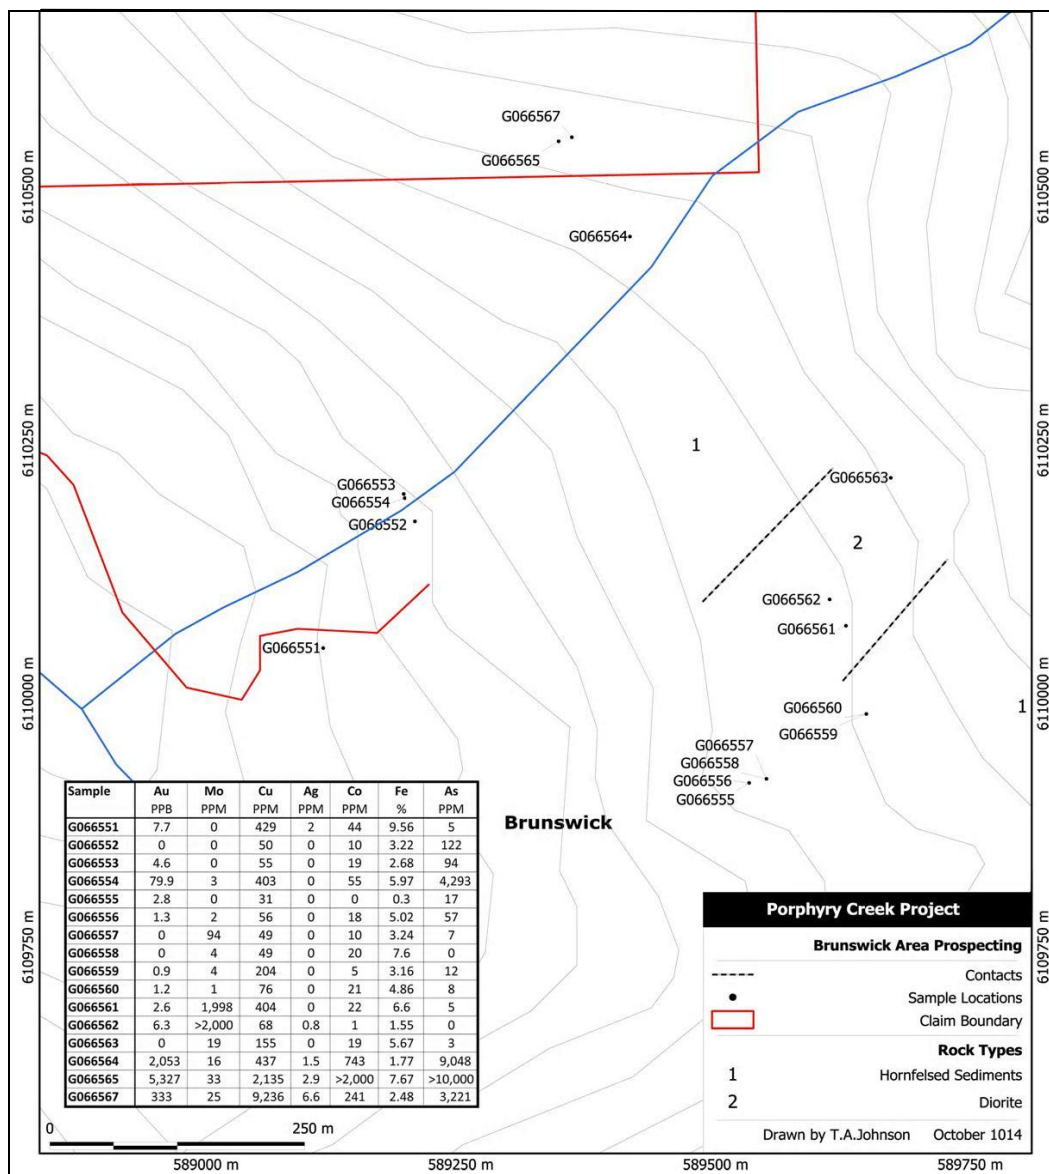 G066567
G066565
6110500 m
6110500 m
G066564
6110250 m
6110250 m
1
G066563
G066553
G066554
G066552
2
G066562
G066561
G066551
6110000 m
6110000 m
G066560
1
G066559
G066557
G066558
G066556
G066555
Brunswick
Sample Au Mo Cu Ag Co Fe As
PPB PPM PPM PPM PPM % PPM
G066551 7.7 0 429 2 44 9.56 5
G066552 0 0 50 0 10 3.22 122
G066553 4.6 0 55 0 19 2.68 94
G066554 79.9 3 403 0 55 5.97 4,293
G066555 2.8 0 31 0 0 0.3 17
G066556 1.3 2 56 0 18 5.02 57
G066557 0 94 49 0 10 3.24 7
G066558 0 4 49 0 20 7.6 0
G066559 0.9 4 204 0 5 3.16 12
G066560 1.2 1 76 0 21 4.86 8
G066561 2.6 1,998 404 0 22 6.6 5
G066562 6.3 >2,000 68 0.8 1 1.55 0
G066563 0 19 155 0 19 5.67 3
G066564 2,053 16 437 1.5 743 1.77 9,048
G066565 5,327 33 2,135 2.9 >2,000 7.67 >10,000
G066567 333 25 9,236 6.6 241 2.48 3,221
0 250 m
6109750 m
Porphyry Creek Project
Brunswick Area Prospecting
Contacts
Sample Locations
Claim Boundary
Rock Types
1 Hornfelsed Sediments
2 Diorite
Drawn by T.A.Johnson October 1014
6109750 m
589000 m 589250 m 589500 m 589750 m